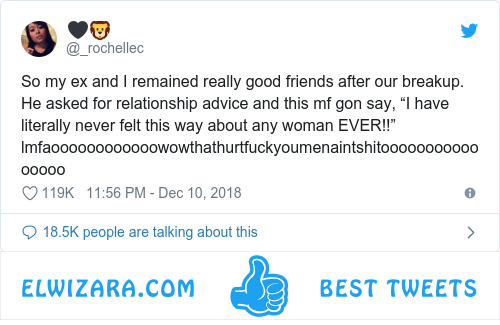 🖤🦁
@_rochellec
So my ex and I remained really good friends after our breakup.
He asked for relationship advice and this mf gon say, “I have
literally never felt this way about any woman EVER!!”
lmfaoooooooooooowowthathurtfuckyoumenaintshitooooooooooo
ooooo
119K 11:56 PM - Dec 10, 2018
18.5K people are talking about this
ELWIZARA.COM BEST TWEETS